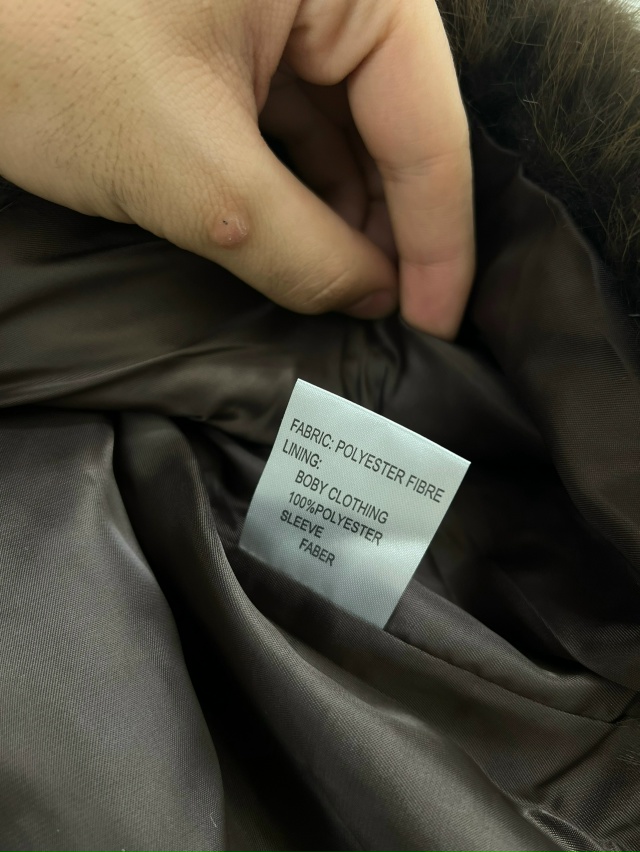 FABRIC: POLYESTER FIBRE
LINING:
BOBY CLOTHING
100%POLYESTER
SLEEVE
FABER